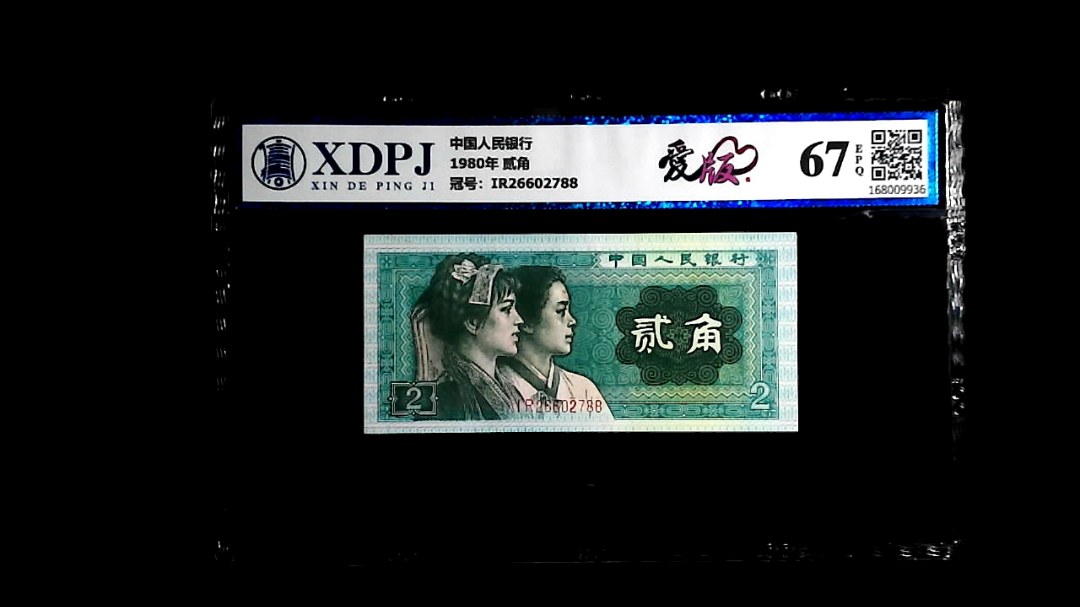 XDPJ
XIN DE PING JI
中国人民银行
1980年 贰角
冠号：IR26602788
爱版
67
EPQ
168009936
中国人民银行
贰角
2
2
IR26602788